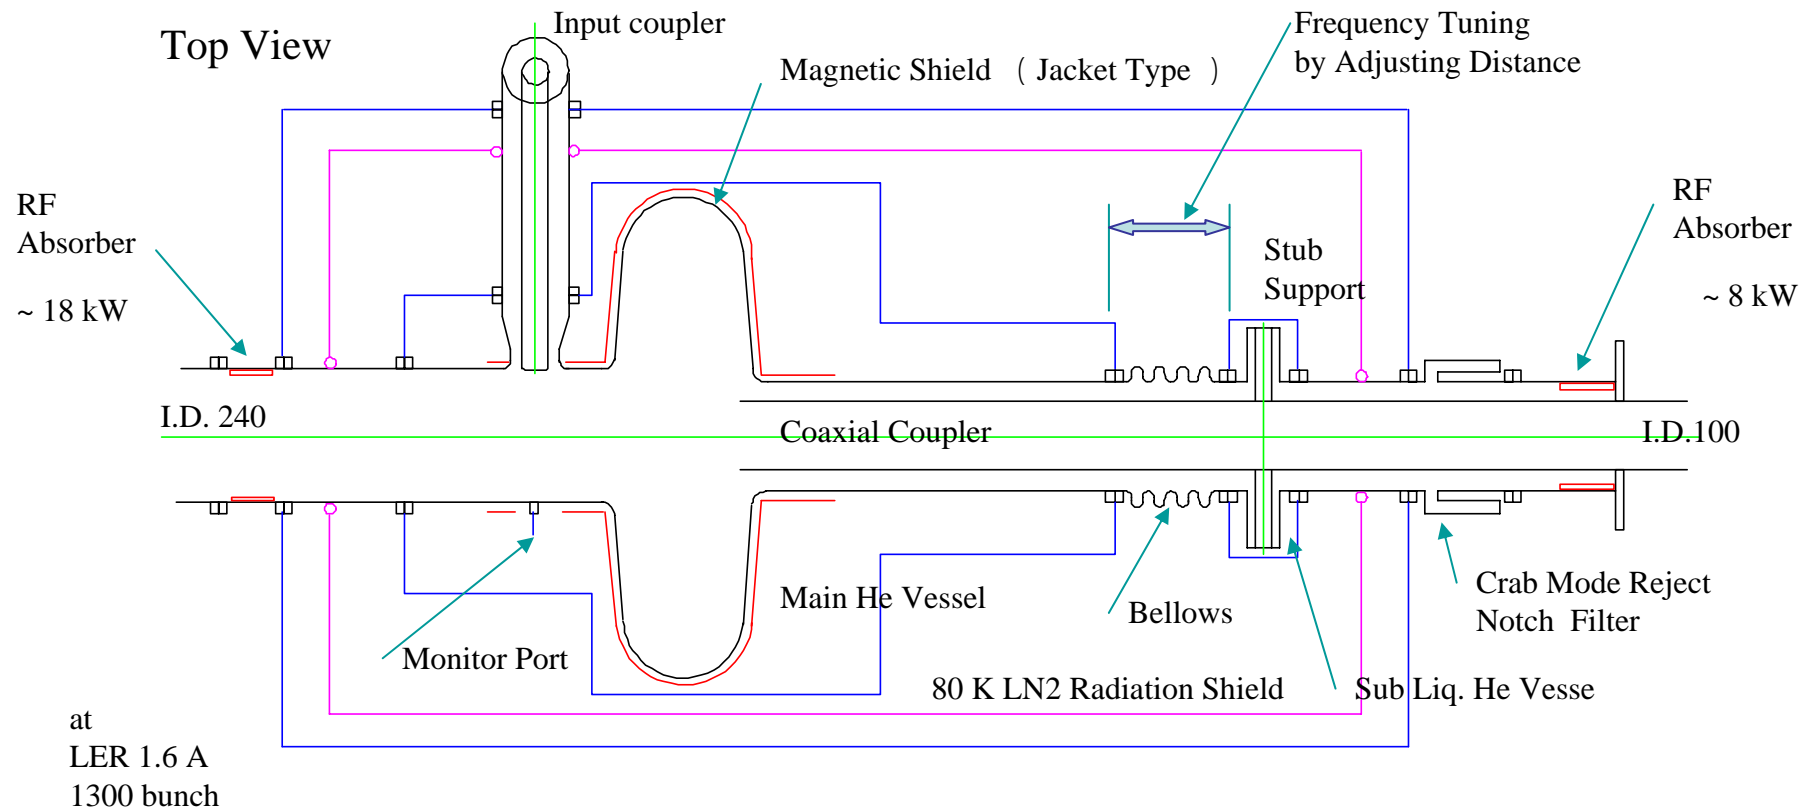 Top View
Input coupler
Magnetic Shield ( Jacket Type )
Frequency Tuning
by Adjusting Distance
RF
Absorber
~ 18 kW
Stub
Support
RF
Absorber
~ 8 kW
I.D. 240
Coaxial Coupler
I.D.100
Main He Vessel
Bellows
Crab Mode Reject
Notch Filter
Monitor Port
80 K LN2 Radiation Shield
Sub Liq. He Vesse
at
LER 1.6 A
1300 bunch